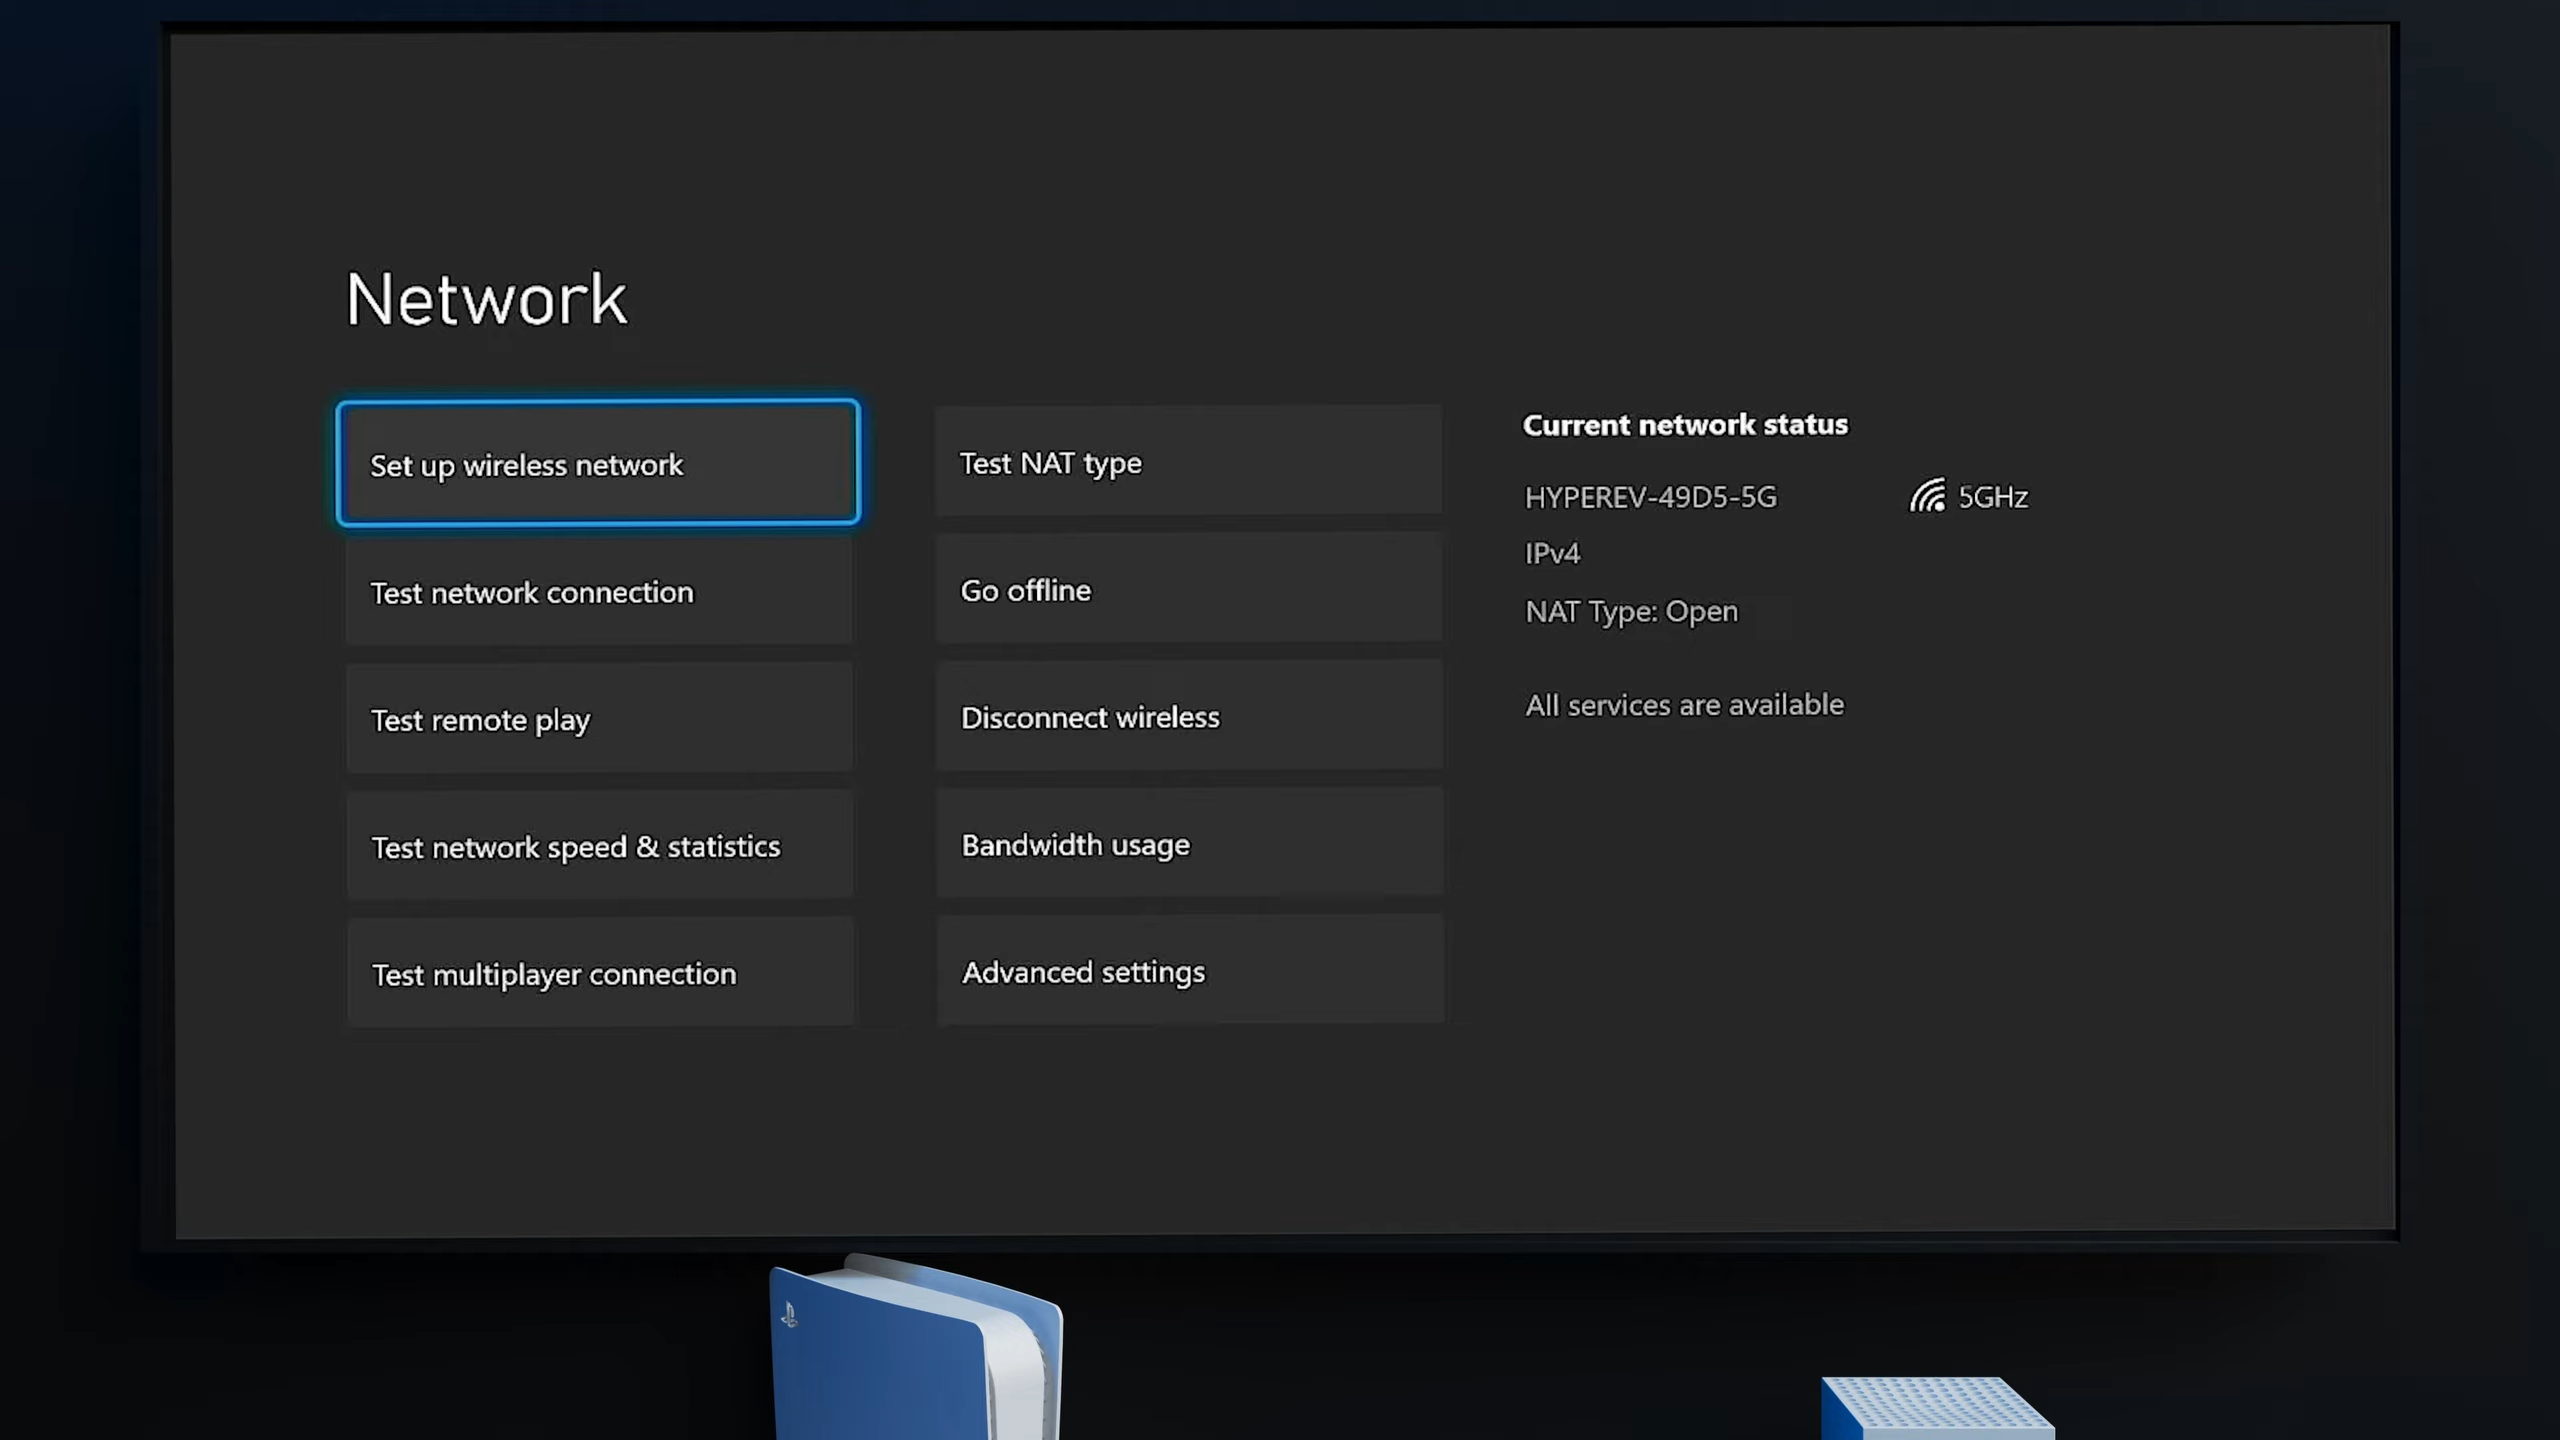 Network
Set up wireless network
Test network connection
Test remote play
Test network speed & statistics
Test multiplayer connection
Test NAT type
Go offline
Disconnect wireless
Bandwidth usage
Advanced settings
Current network status
HYPEREV-49D5-5G 5GHz
IPv4
NAT Type: Open
All services are available